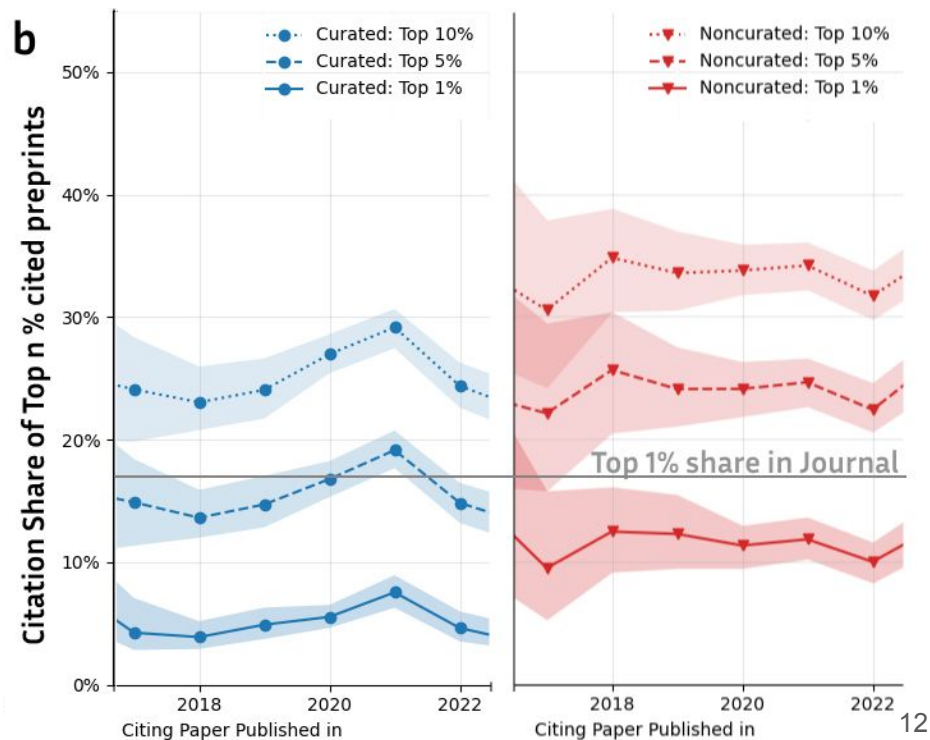 b
Curated: Top 10%
Curated: Top 5%
Curated: Top 1%
Noncurated: Top 10%
Noncurated: Top 5%
Noncurated: Top 1%
Citation Share of Top n % cited preprints
50%
40%
30%
20%
10%
0%
Top 1% share in Journal
2018
2020
2022
2018
2020
2022
Citing Paper Published in
Citing Paper Published in
12